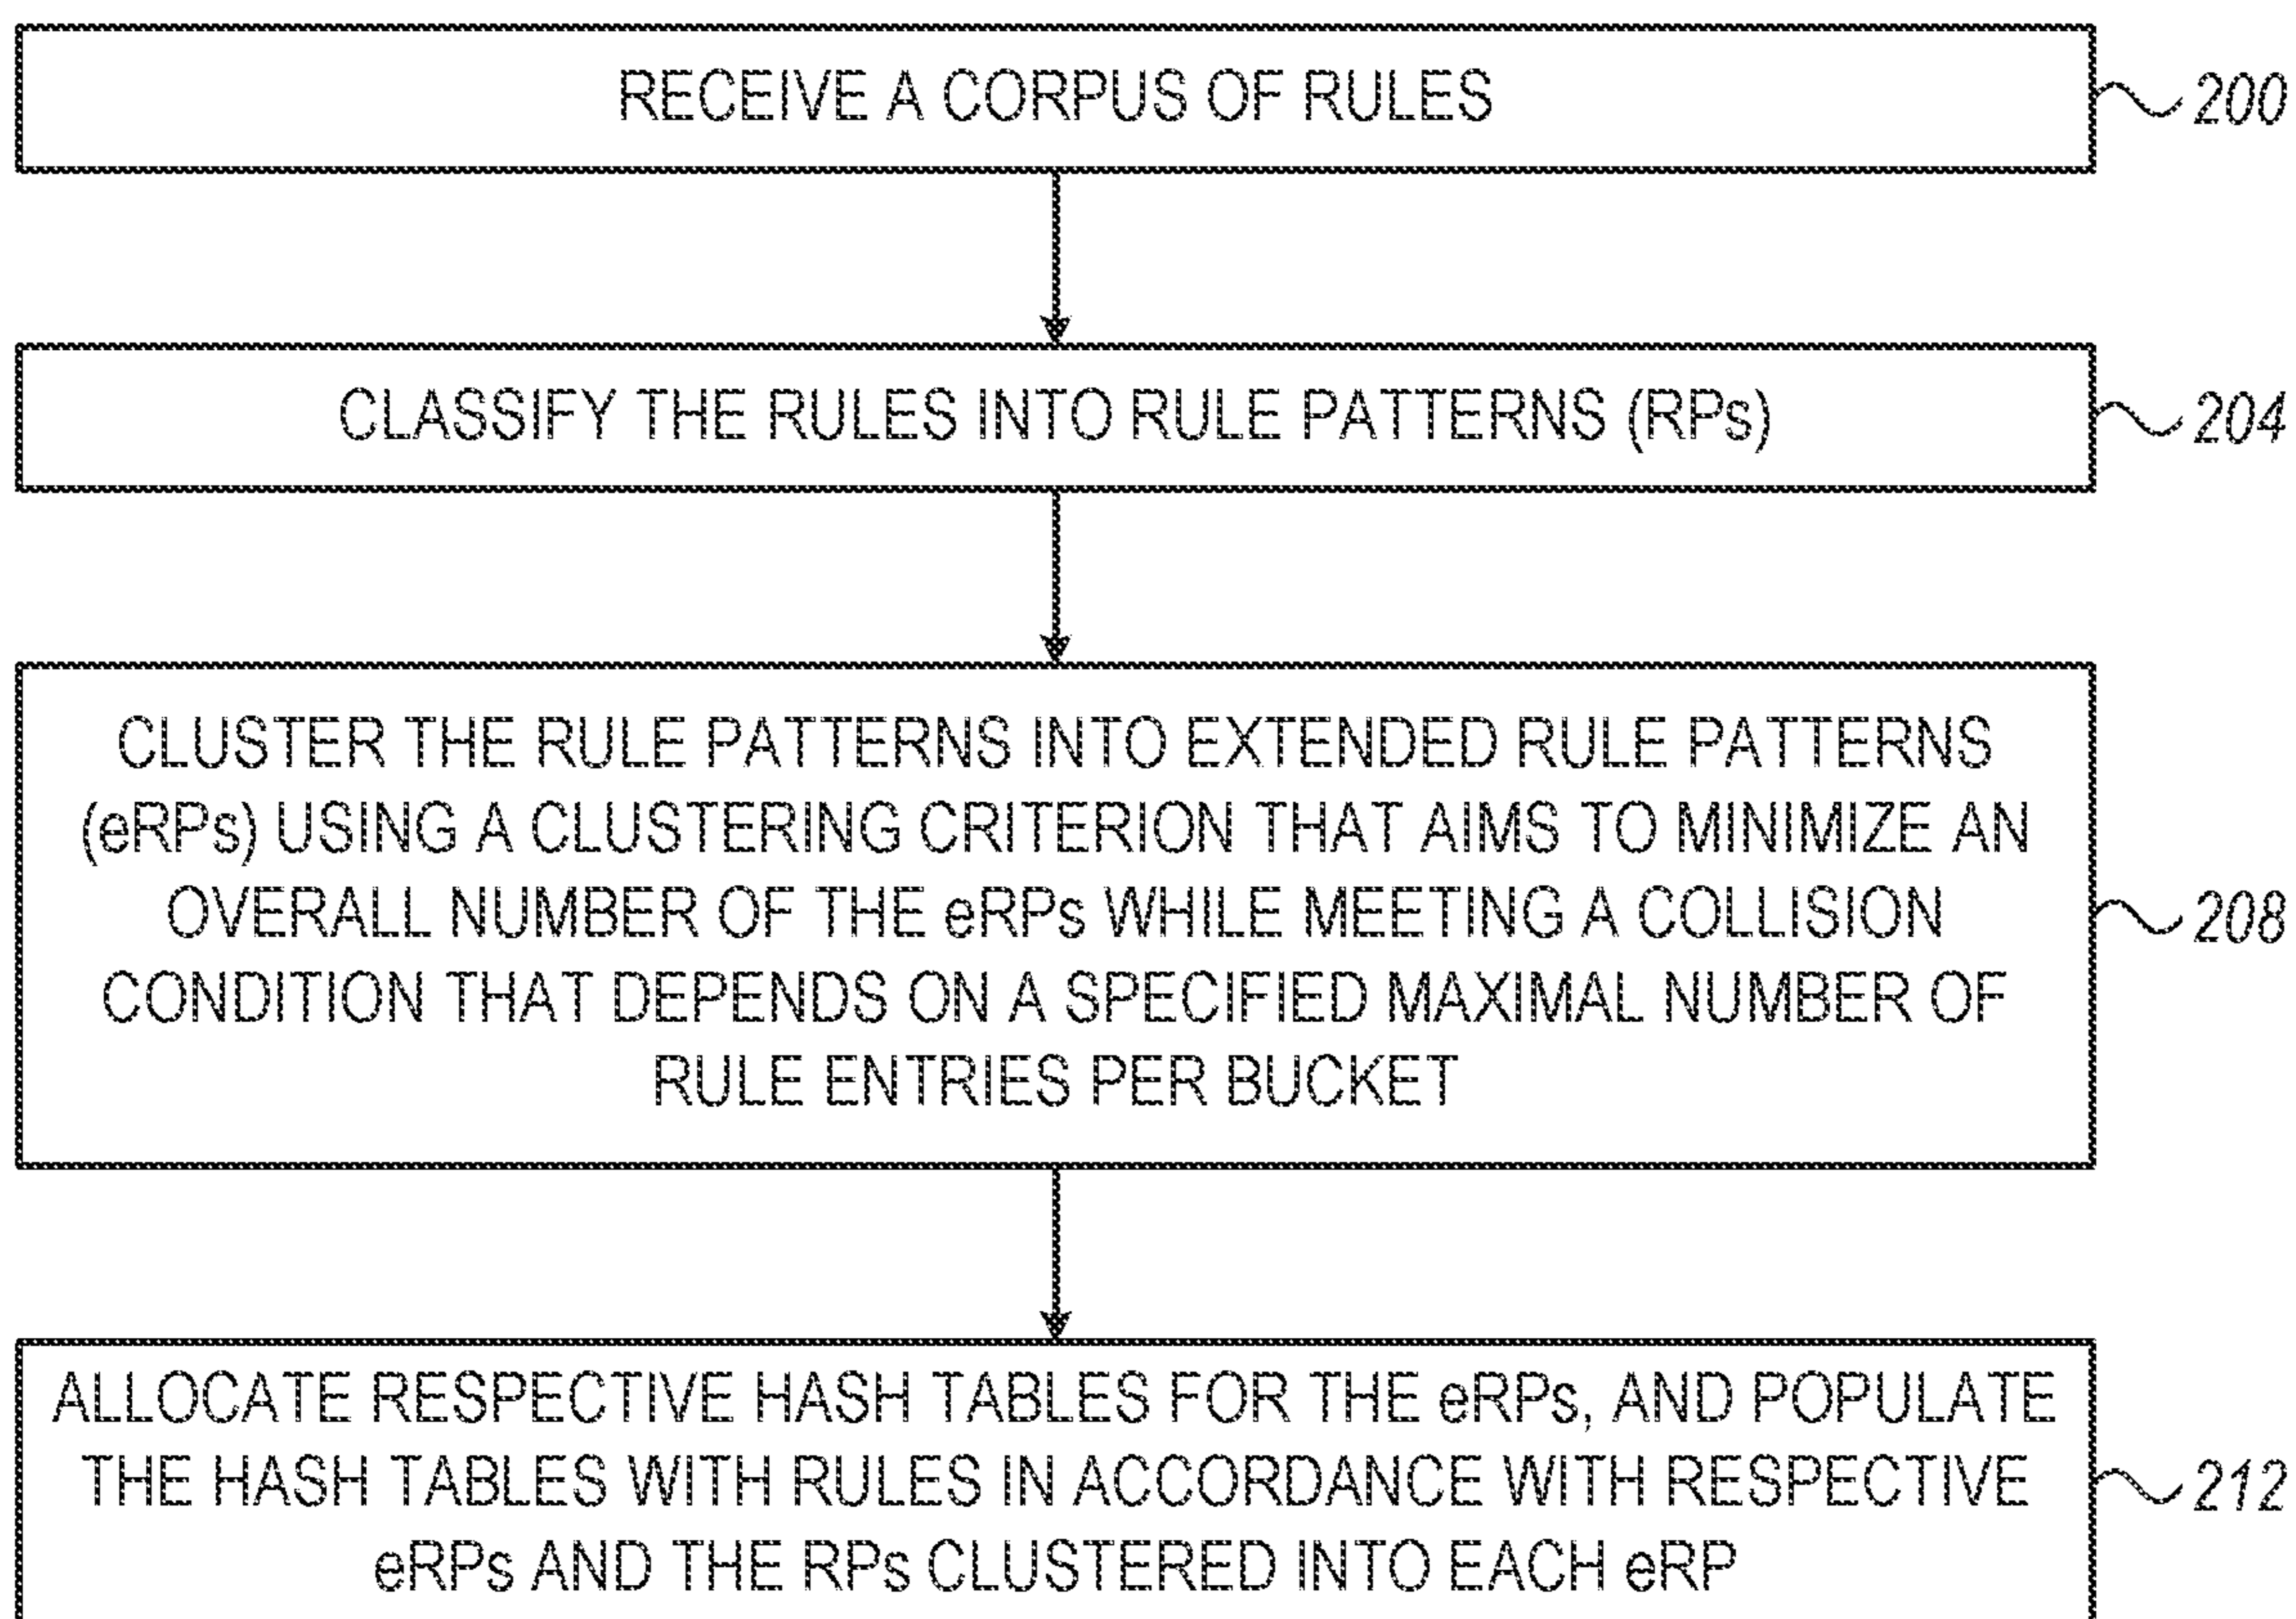 RECEIVE A CORPUS OF RULES
200
CLASSIFY THE RULES INTO RULE PATTERNS (RPs)
204
CLUSTER THE RULE PATTERNS INTO EXTENDED RULE PATTERNS
(eRPs) USING A CLUSTERING CRITERION THAT AIMS TO MINIMIZE AN
OVERALL NUMBER OF THE eRPs WHILE MEETING A COLLISION
CONDITION THAT DEPENDS ON A SPECIFIED MAXIMAL NUMBER OF
RULE ENTRIES PER BUCKET
208
ALLOCATE RESPECTIVE HASH TABLES FOR THE eRPs, AND POPULATE
THE HASH TABLES WITH RULES IN ACCORDANCE WITH RESPECTIVE
eRPs AND THE RPs CLUSTERED INTO EACH eRP
212